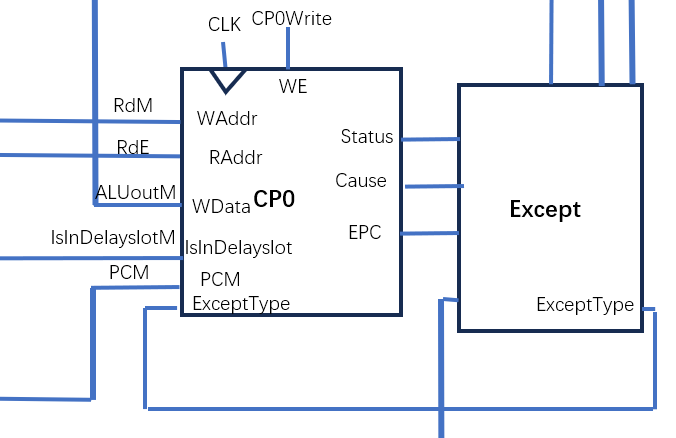 CLK
CP0Write
WE
RdM
WAddr
RdE
RAddr
Status
ALUoutM
WData
CP0
Cause
Except
IsInDelayslotM
IsInDelayslot
EPC
PCM
PCM
ExceptType
ExceptType